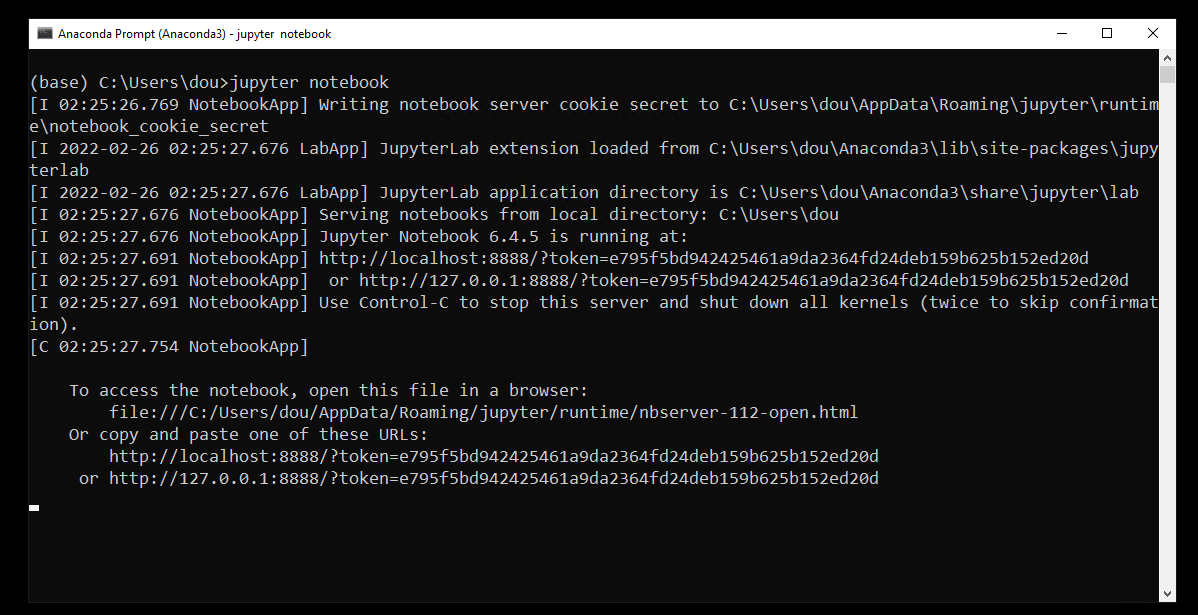 Anaconda Prompt (Anaconda3) - jupyter notebook
(base) C:\Users\dou>jupyter notebook
[I 02:25:26.769 NotebookApp] Writing notebook server cookie secret to C:\Users\dou\AppData\Roaming\jupyter\runtim
e\notebook_cookie_secret
[I 2022-02-26 02:25:27.676 LabApp] JupyterLab extension loaded from C:\Users\dou\Anaconda3\lib\site-packages\jupy
terlab
[I 2022-02-26 02:25:27.676 LabApp] JupyterLab application directory is C:\Users\dou\Anaconda3\share\jupyter\lab
[I 02:25:27.676 NotebookApp] Serving notebooks from local directory: C:\Users\dou
[I 02:25:27.676 NotebookApp] Jupyter Notebook 6.4.5 is running at:
[I 02:25:27.691 NotebookApp] http://localhost:8888/?token=e795f5bd942425461a9da2364fd24deb159b625b152ed20d
[I 02:25:27.691 NotebookApp]  or http://127.0.0.1:8888/?token=e795f5bd942425461a9da2364fd24deb159b625b152ed20d
[I 02:25:27.691 NotebookApp] Use Control-C to stop this server and shut down all kernels (twice to skip confirmat
ion).
[C 02:25:27.754 NotebookApp]
    To access the notebook, open this file in a browser:
        file:///C:/Users/dou/AppData/Roaming/jupyter/runtime/nbserver-112-open.html
    Or copy and paste one of these URLs:
        http://localhost:8888/?token=e795f5bd942425461a9da2364fd24deb159b625b152ed20d
     or http://127.0.0.1:8888/?token=e795f5bd942425461a9da2364fd24deb159b625b152ed20d